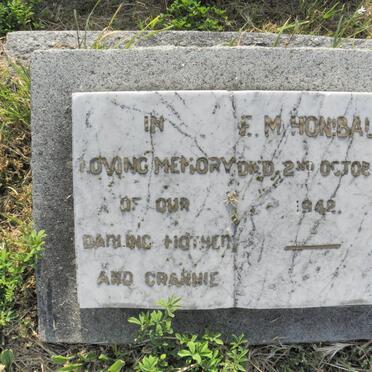 IN
LOVING MEMORY
OF OUR
DARLING MOTHER
AND GRANNIE
F. M. HONIBAL
DIED, 2ND OCTOBE
1942.